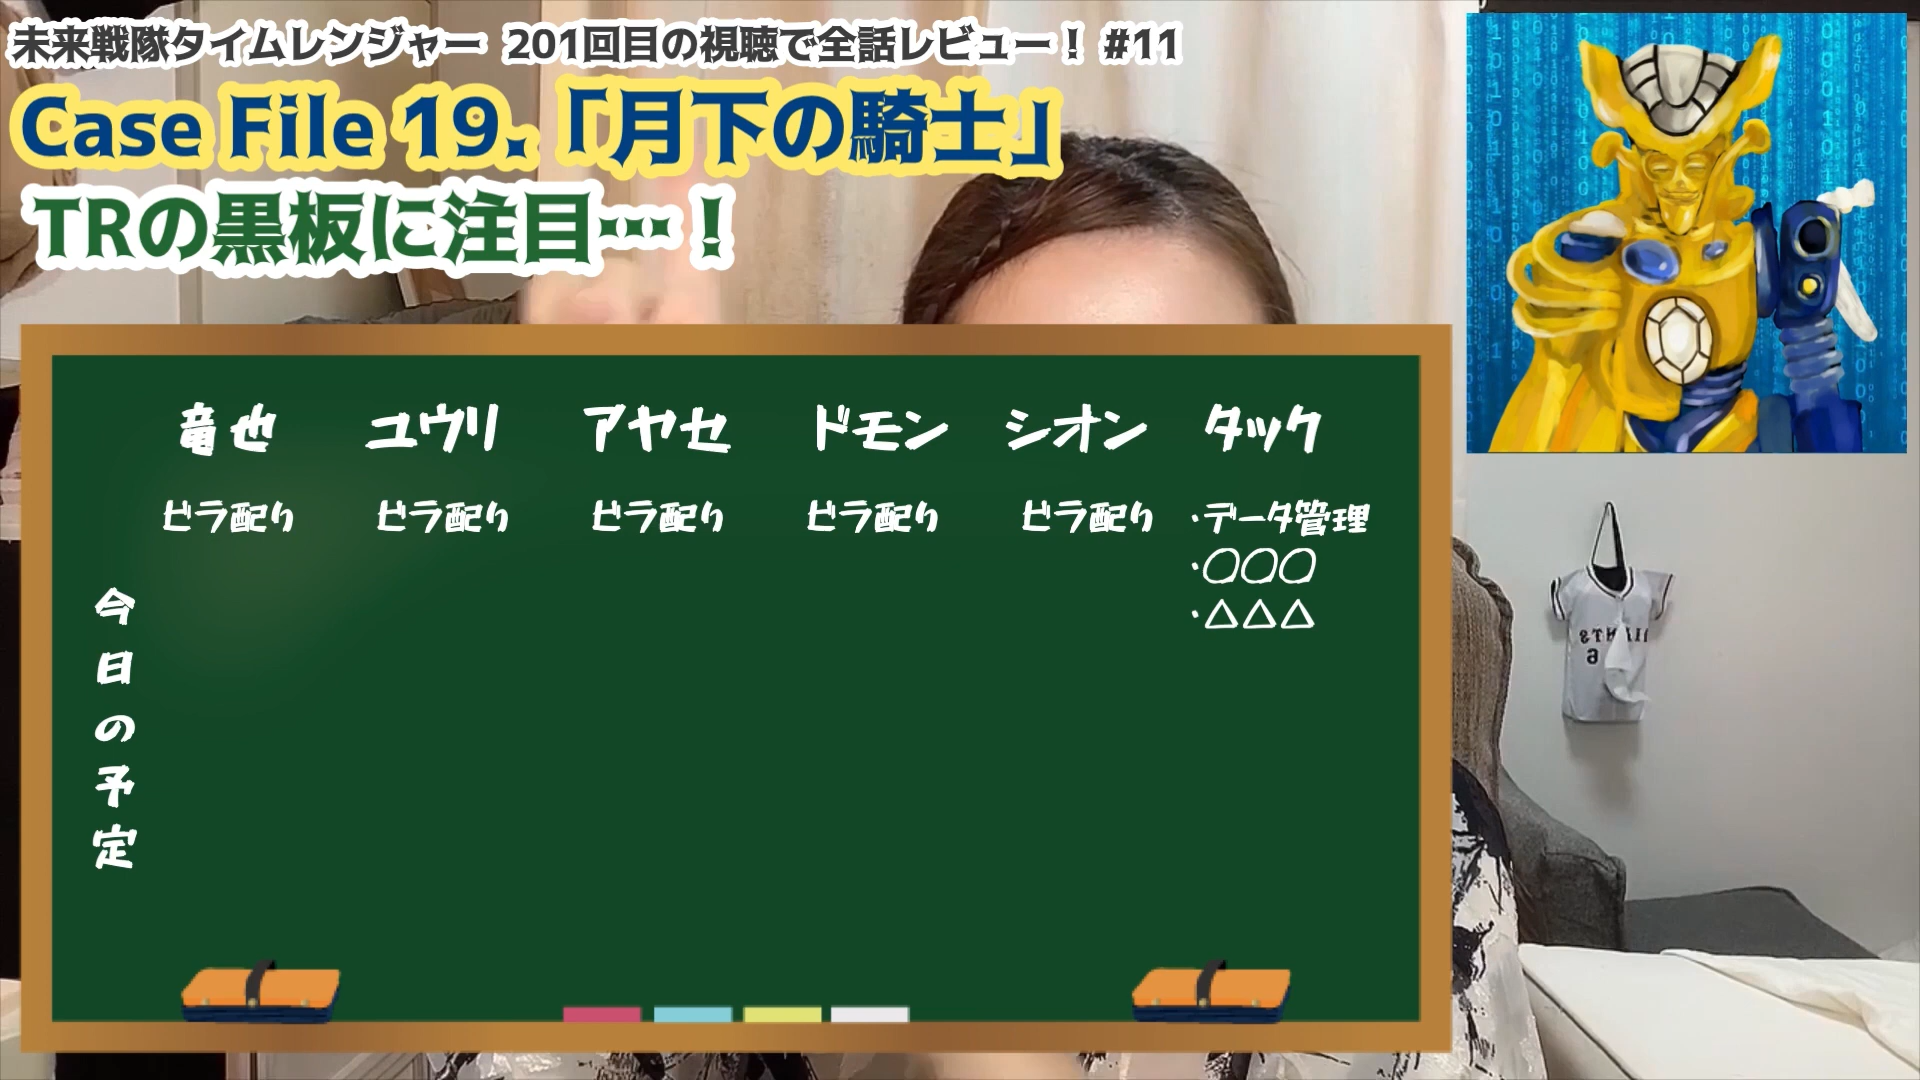 未来戦隊タイムレンジャー 201回目の視聴で全話レビュー！ #11
Case File 19.「月下の騎士」
TRの黒板に注目…！
竜也 ユウリ アヤセ ドモン シオン タック
ビラ配り ビラ配り ビラ配り ビラ配り ビラ配り ・データ管理
・○○○
・△△△
今日の予定